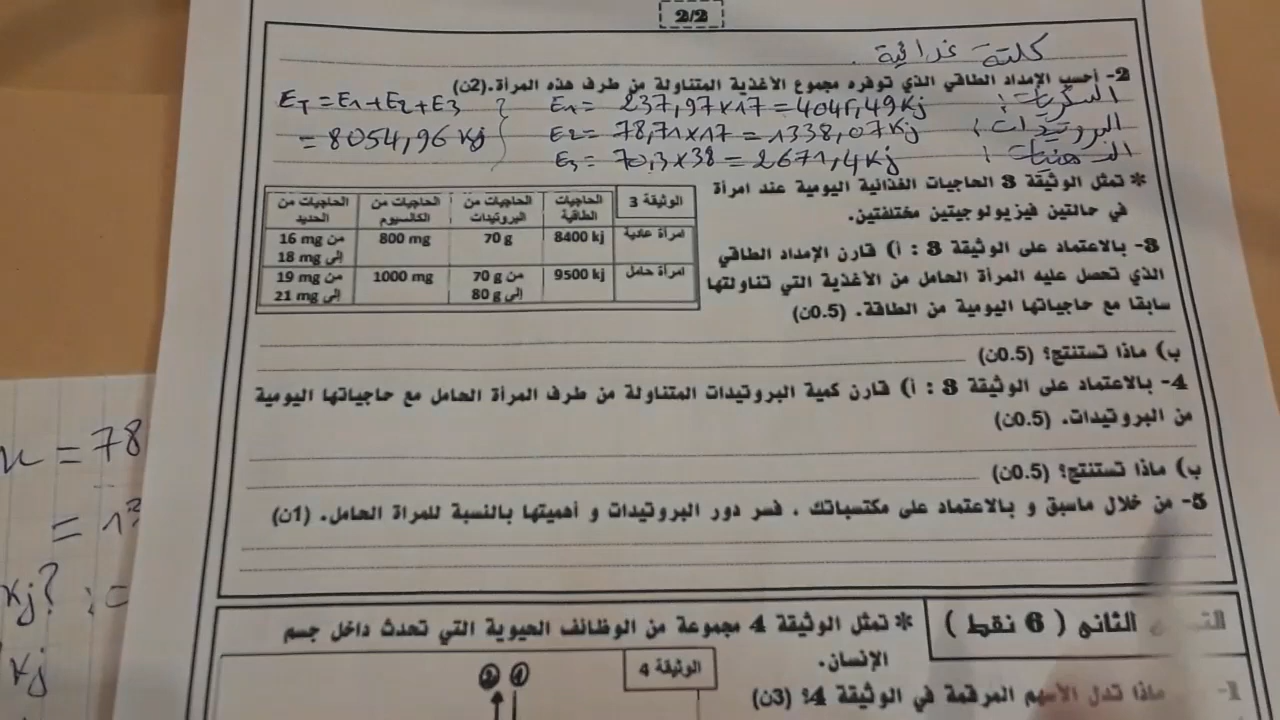 2/2
كتلة غذائية.
2- أحسب الإمداد الطاقي الذي توفره مجموع الأغذية المتناولة من طرف هذه المرأة.(2ن)
السكريات: E1= 237,97x17=4045,49Kj
البروتيدات: E2= 78,71x17=1338,07Kj
الدهنيات: E3= 70,3x38=2671,4Kj
ET=E1+E2+E3
=8054,96 Kj
* تمثل الوثيقة 3 الحاجيات الغذائية اليومية عند امرأة
في حالتين فيزيولوجيتين مختلفتين.
الوثيقة 3 الحاجيات الطاقية الحاجيات من البروتيدات الحاجيات من الكالسيوم الحاجيات من الحديد
امرأة عادية 8400 kj 70 g 800 mg من 16 mg إلى 18 mg
امرأة حامل 9500 kj من 70 g إلى 80 g 1000 mg من 19 mg إلى 21 mg
3- بالاعتماد على الوثيقة 3 : أ) قارن الإمداد الطاقي
الذي تحصل عليه المرأة الحامل من الأغذية التي تناولتها
سابقا مع حاجياتها اليومية من الطاقة. (0.5ن)
ب) ماذا تستنتج؟ (0.5ن)
4- بالاعتماد على الوثيقة 3 : أ) قارن كمية البروتيدات المتناولة من طرف المرأة الحامل مع حاجياتها اليومية
من البروتيدات. (0.5ن)
ب) ماذا تستنتج؟ (0.5ن)
5- من خلال ماسبق و بالاعتماد على مكتسباتك ، فسر دور البروتيدات و أهميتها بالنسبة للمراة الحامل. (1ن)
الثاني ( 6 نقط )
* تمثل الوثيقة 4 مجموعة من الوظائف الحيوية التي تحدث داخل جسم
الإنسان.
الوثيقة 4
1- ماذا تدل الأسهم المرقمة في الوثيقة 4؟ (3ن)
2 1
= 78
Kj?
Kj